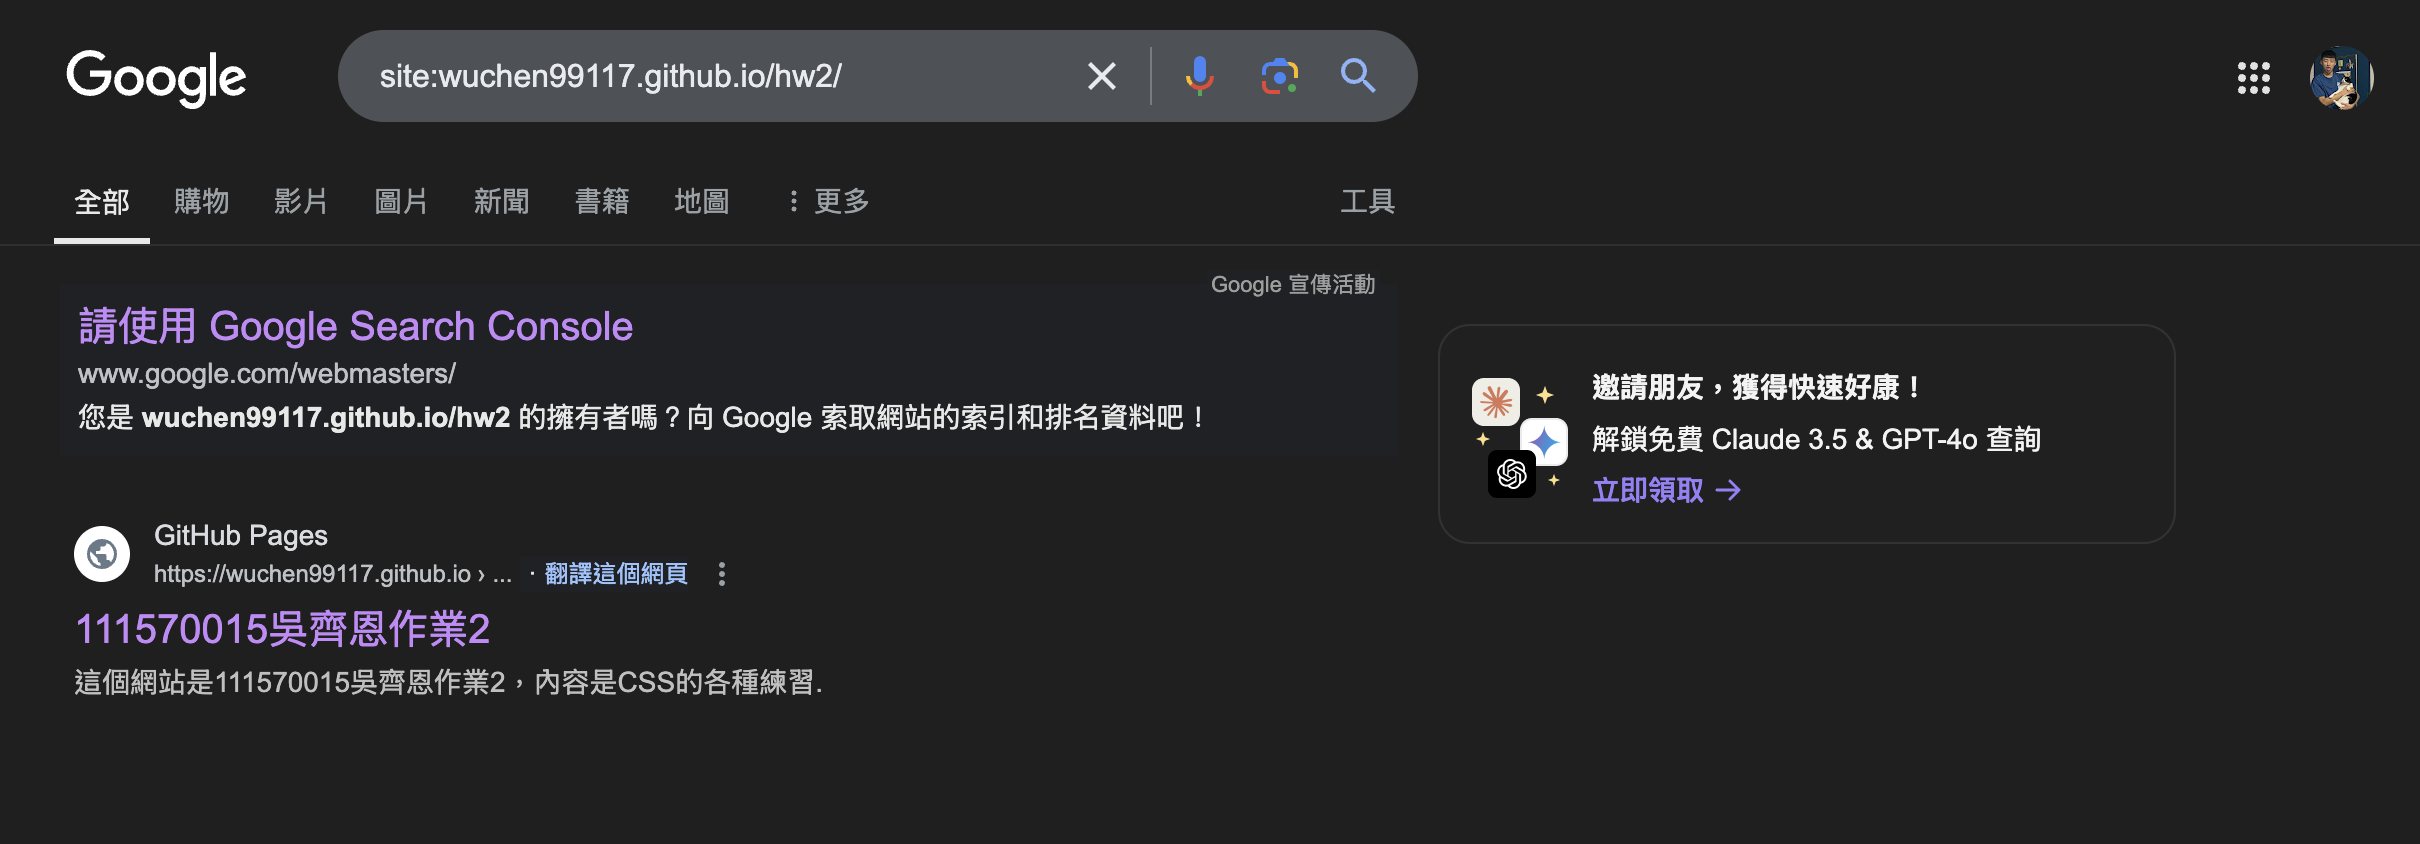 Google
site:wuchen99117.github.io/hw2/
全部 購物 影片 圖片 新聞 書籍 地圖 更多 工具
Google 宣傳活動
請使用 Google Search Console
www.google.com/webmasters/
您是 wuchen99117.github.io/hw2 的擁有者嗎？向 Google 索取網站的索引和排名資料吧！
GitHub Pages
https://wuchen99117.github.io › ... · 翻譯這個網頁
111570015吳齊恩作業2
這個網站是111570015吳齊恩作業2，內容是CSS的各種練習.
邀請朋友，獲得快速好康！
解鎖免費 Claude 3.5 & GPT-4o 查詢
立即領取 →